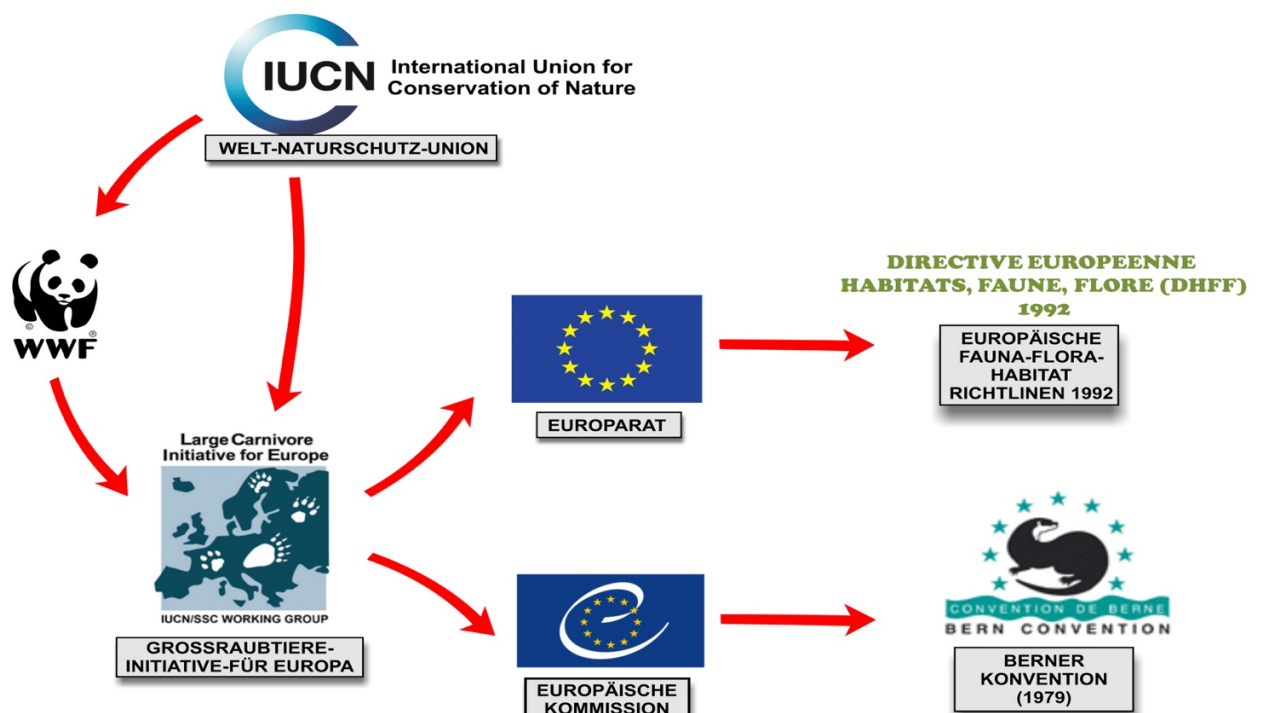 IUCN
International Union for
Conservation of Nature
WELT-NATURSCHUTZ-UNION
©
®
WWF
DIRECTIVE EUROPEENNE
HABITATS, FAUNE, FLORE (DHFF)
1992
EUROPÄISCHE
FAUNA-FLORA-
HABITAT
RICHTLINEN 1992
EUROPARAT
Large Carnivore
Initiative for Europe
IUCN/SSC WORKING GROUP
GROSSRAUBTIERE-
INITIATIVE-FÜR EUROPA
EUROPÄISCHE
KOMMISSION
CONVENTION DE BERNE
BERN CONVENTION
BERNER
KONVENTION
(1979)